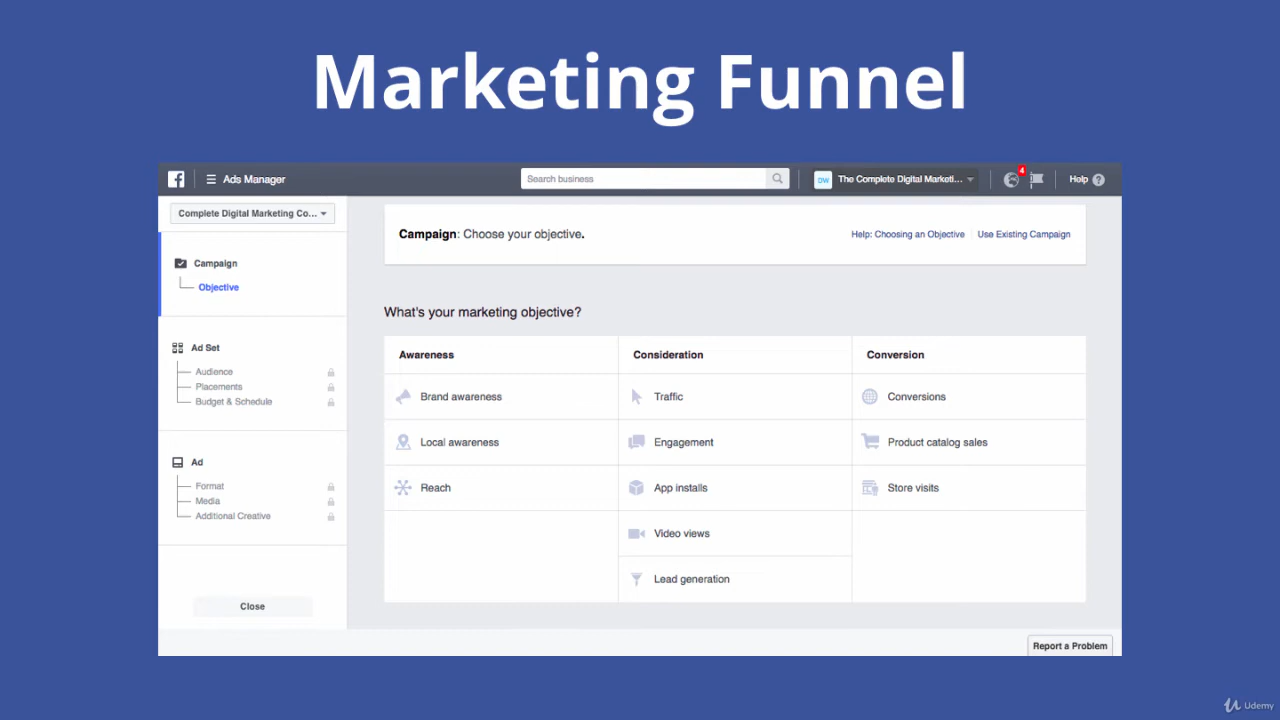 Marketing Funnel
f
Ads Manager
Search business
DW
The Complete Digital Marketi...
4
Help ?
Complete Digital Marketing Co...
Campaign
Objective
Ad Set
Audience
Placements
Budget & Schedule
Ad
Format
Media
Additional Creative
Close
Campaign: Choose your objective.
Help: Choosing an Objective
Use Existing Campaign
What's your marketing objective?
Awareness
Brand awareness
Local awareness
Reach
Consideration
Traffic
Engagement
App installs
Video views
Lead generation
Conversion
Conversions
Product catalog sales
Store visits
Report a Problem
Udemy